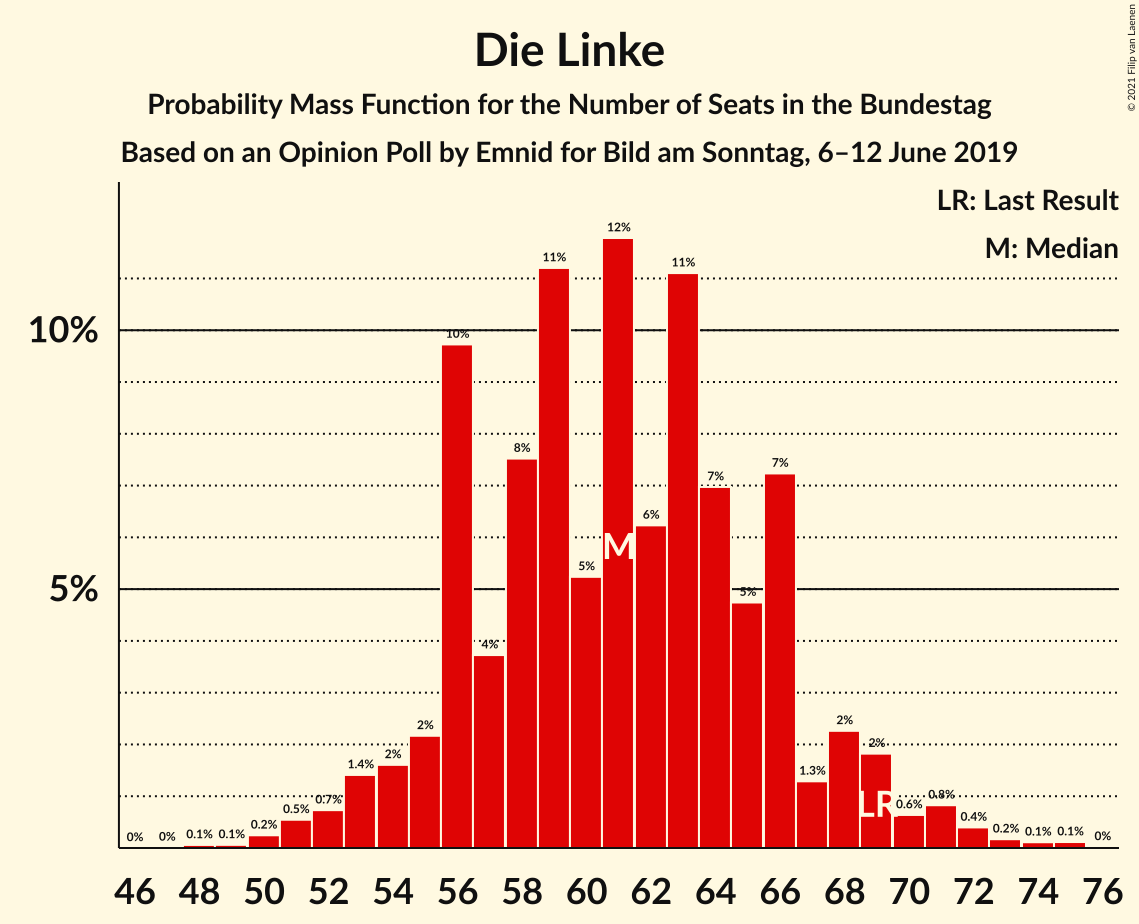 © 2021 Filip van Laenen
Die Linke
Probability Mass Function for the Number of Seats in the Bundestag
Based on an Opinion Poll by Emnid for Bild am Sonntag, 6–12 June 2019
LR: Last Result
M: Median
10%
5%
0% 0% 0.1% 0.1% 0.2% 0.5% 0.7% 1.4% 2% 2% 10% 4% 8% 11% 5% 12% 6% 11% 7% 5% 7% 1.3% 2% 2% 0.6% 0.8% 0.4% 0.2% 0.1% 0.1% 0%
M
LR
46 48 50 52 54 56 58 60 62 64 66 68 70 72 74 76